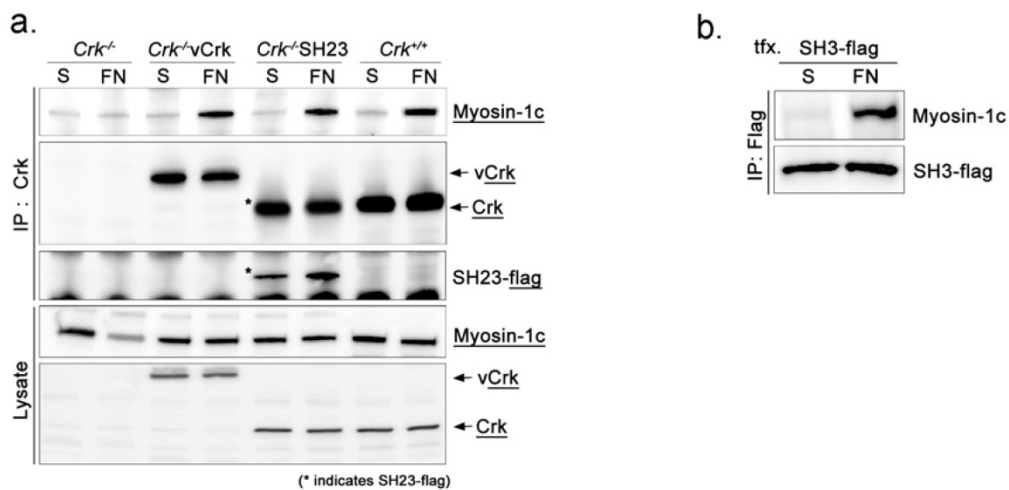 a.
Crk-/- Crk-/-vCrk Crk-/-SH23 Crk+/+
S FN S FN S FN S FN
IP : Crk
Myosin-1c
vCrk
* Crk
* SH23-flag
Lysate
Myosin-1c
vCrk
Crk
(* indicates SH23-flag)
b.
tfx. SH3-flag
S FN
IP: Flag
Myosin-1c
SH3-flag